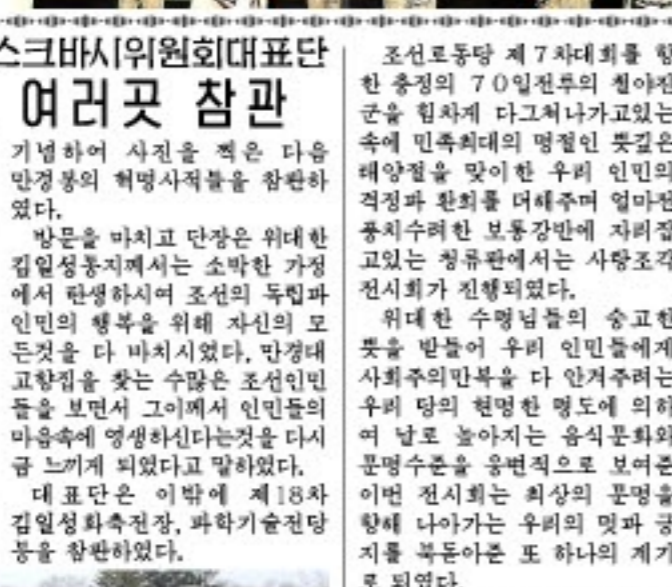 스크바시위원회대표단
여러곳 참관
기념하여 사진을 찍은 다음
만경봉의 혁명사적들을 참관하
였다.
방문을 마치고 단장은 위대한
김일성동지께서는 소박한 가정
에서 탄생하시여 조선의 독립과
인민의 행복을 위해 자신의 모
든것을 다 바치시였다, 만경대
고향집을 찾는 수많은 조선인민
들을 보면서 그이께서 인민들의
마음속에 영생하신다는것을 다시
금 느끼게 되였다고 말하였다.
대표단은 이밖에 제18차
김일성화축전장, 과학기술전당
등을 참관하였다.
조선로동당 제7차대회를 향
한 충정의 70일전투의 철야진
군을 힘차게 다그쳐나가고있는
속에 민족최대의 명절인 뜻깊은
태양절을 맞이한 우리 인민의
격정과 환희를 더해주며 얼마전
풍치수려한 보통강반에 자리잡
고있는 청류관에서는 사탕조각
전시회가 진행되였다.
위대한 수령님들의 숭고한
뜻을 받들어 우리 인민들에게
사회주의만복을 다 안겨주려는
우리 당의 현명한 령도에 의하
여 날로 높아지는 음식문화와
문명수준을 웅변적으로 보여준
이번 전시회는 최상의 문명을
향해 나아가는 우리의 멋과 긍
지를 북돋아준 또 하나의 계기
로 되였다.